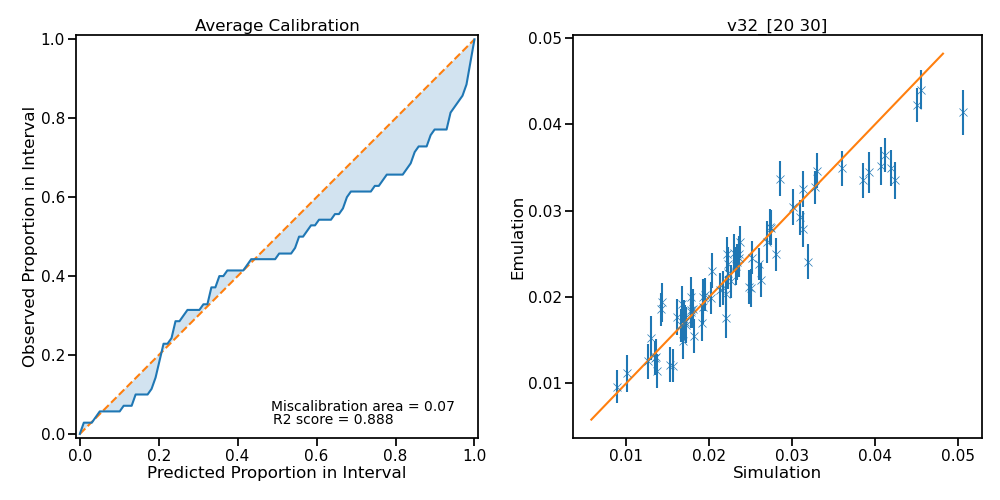 Average Calibration
1.0
0.8
0.6
0.4
0.2
0.0
Observed Proportion in Interval
Miscalibration area = 0.07
R2 score = 0.888
0.0 0.2 0.4 0.6 0.8 1.0
Predicted Proportion in Interval
v32_[20 30]
0.05
0.04
0.03
0.02
0.01
Emulation
0.01 0.02 0.03 0.04 0.05
Simulation